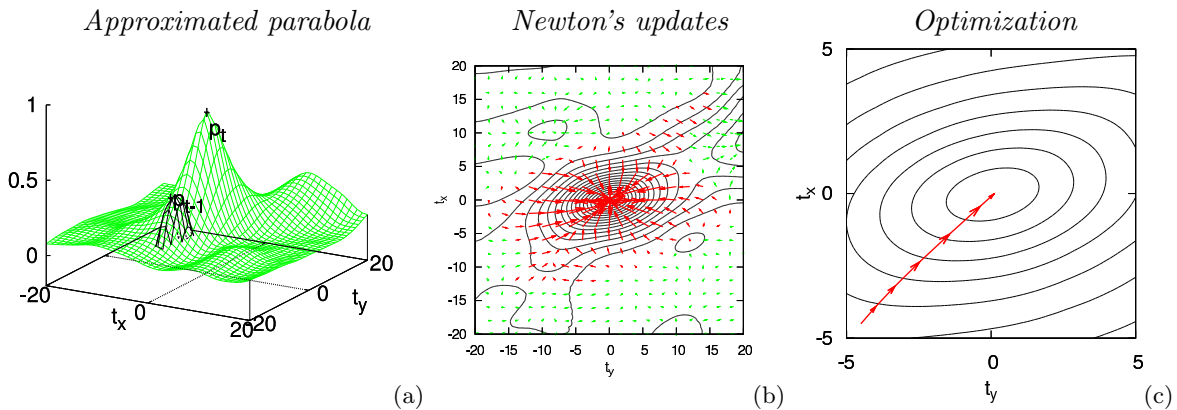 Approximated parabola
Newton's updates
Optimization
1
0.5
0
-20
0
20
-20
0
20
t_x
t_y
p_t
p_t-1
(a)
20
15
10
5
0
-5
-10
-15
-20
-20 -15 -10 -5 0 5 10 15 20
t_x
t_y
(b)
5
0
-5
-5 0 5
t_x
t_y
(c)